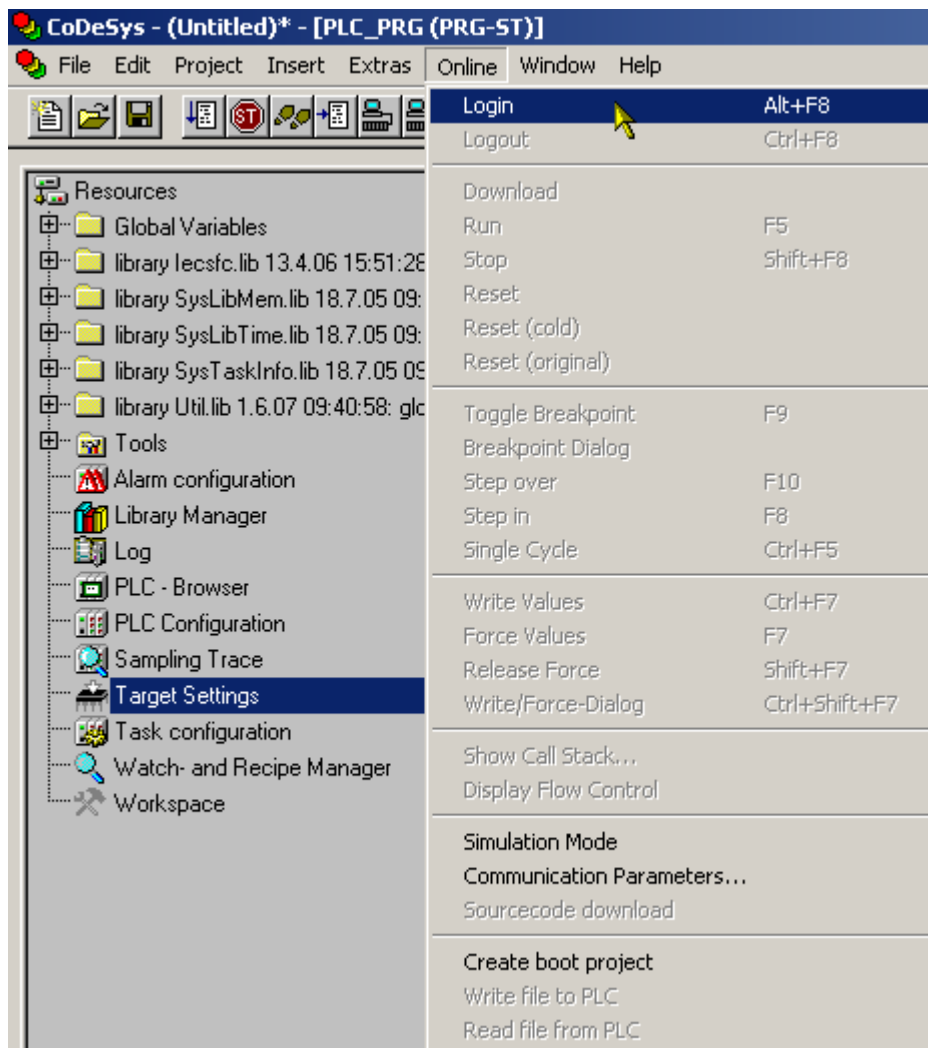 CoDeSys - (Untitled)* - [PLC_PRG (PRG-ST)]
File Edit Project Insert Extras Online Window Help
ST
Login Alt+F8
Logout Ctrl+F8
Download
Run F5
Stop Shift+F8
Reset
Reset (cold)
Reset (original)
Toggle Breakpoint F9
Breakpoint Dialog
Step over F10
Step in F8
Single Cycle Ctrl+F5
Write Values Ctrl+F7
Force Values F7
Release Force Shift+F7
Write/Force-Dialog Ctrl+Shift+F7
Show Call Stack...
Display Flow Control
Simulation Mode
Communication Parameters...
Sourcecode download
Create boot project
Write file to PLC
Read file from PLC
Resources
Global Variables
library Iecsfc.lib 13.4.06 15:51:28
library SysLibMem.lib 18.7.05 09:
library SysLibTime.lib 18.7.05 09:
library SysTaskInfo.lib 18.7.05 09
library Util.lib 1.6.07 09:40:58: glo
Tools
Alarm configuration
Library Manager
Log
PLC - Browser
PLC Configuration
Sampling Trace
Target Settings
Task configuration
Watch- and Recipe Manager
Workspace